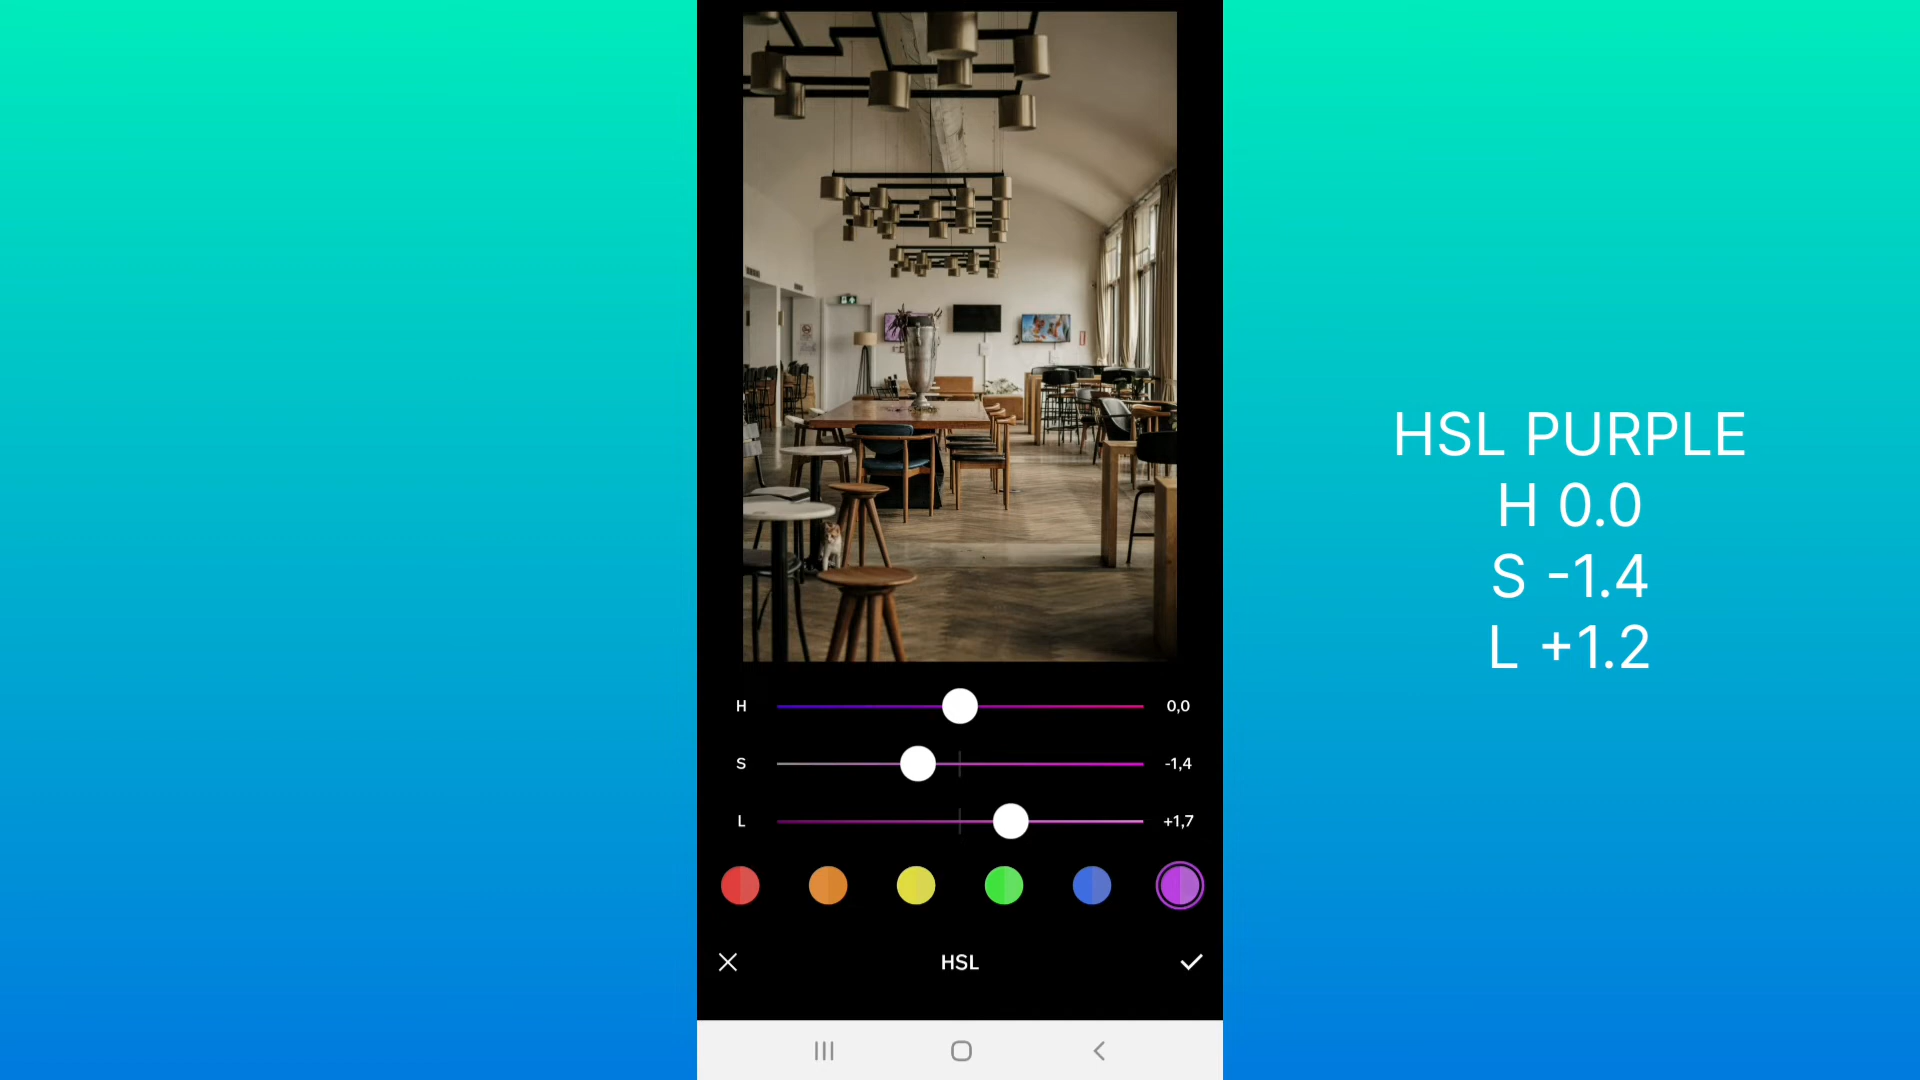 H 0,0
S -1,4
L +1,7
HSL
HSL PURPLE
H 0.0
S -1.4
L +1.2